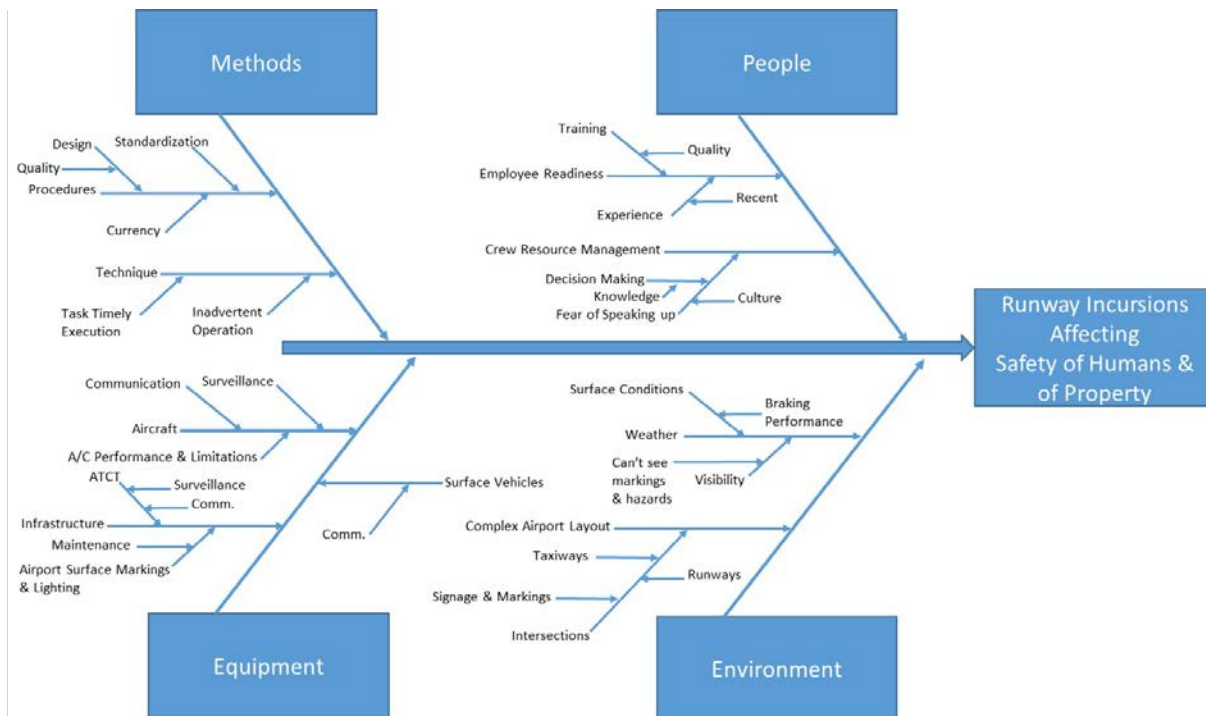 Methods
People
Design
Standardization
Quality
Procedures
Currency
Technique
Task Timely
Execution
Inadvertent
Operation
Training
Quality
Employee Readiness
Recent
Experience
Crew Resource Management
Decision Making
Knowledge
Fear of Speaking up
Culture
Runway Incursions
Affecting
Safety of Humans &
of Property
Communication
Surveillance
Aircraft
A/C Performance & Limitations
ATCT
Surveillance
Comm.
Infrastructure
Maintenance
Airport Surface Markings
& Lighting
Surface Vehicles
Comm.
Surface Conditions
Braking
Performance
Weather
Can't see
markings
& hazards
Visibility
Complex Airport Layout
Taxiways
Runways
Signage & Markings
Intersections
Equipment
Environment